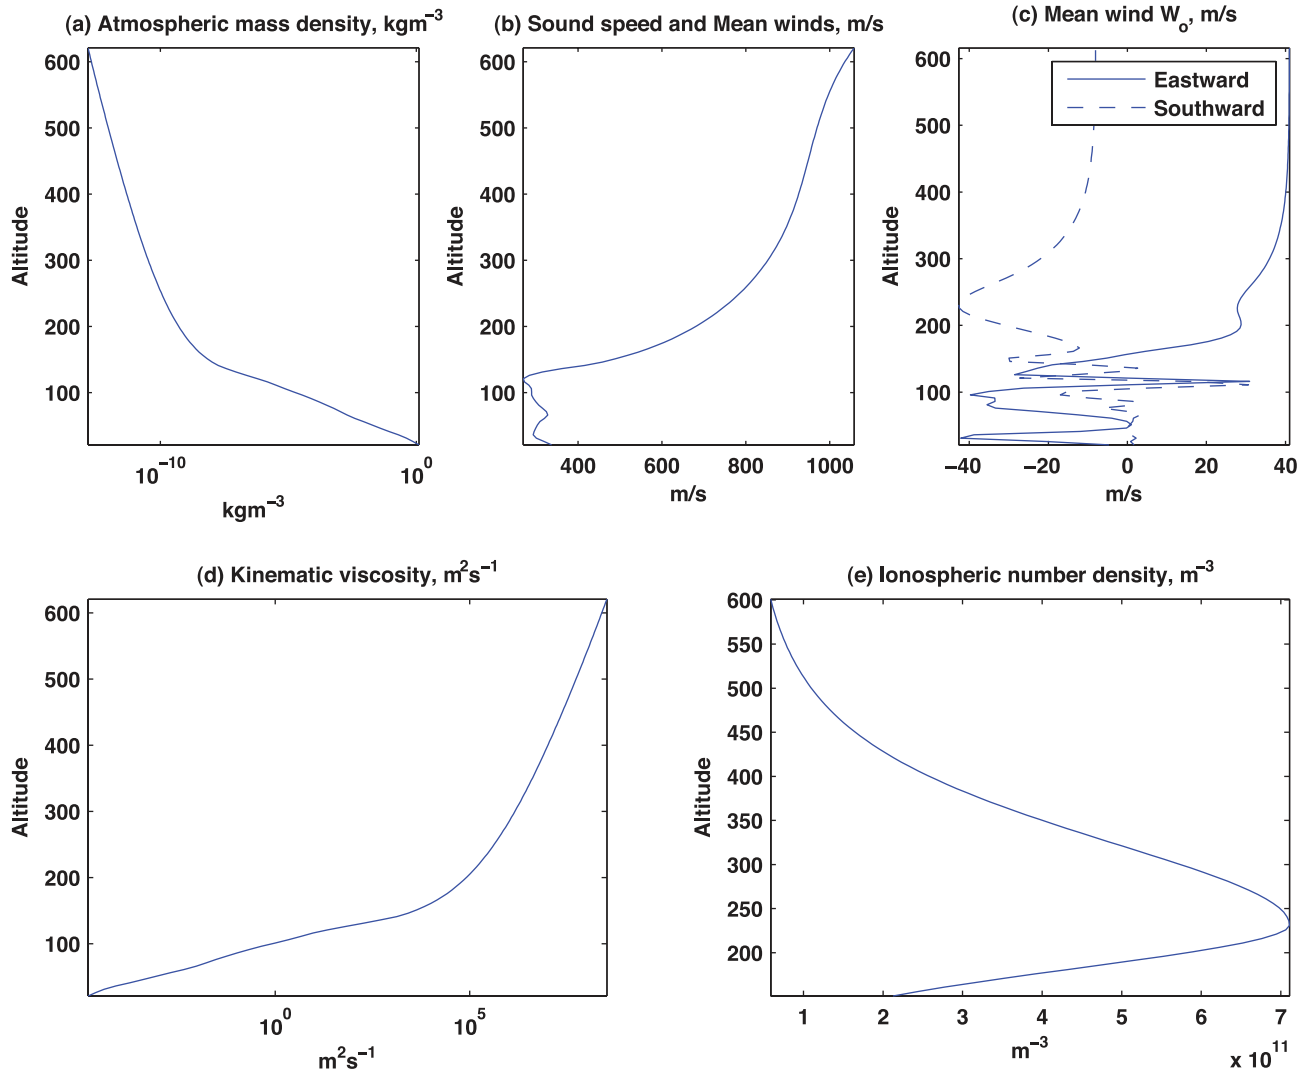 (a) Atmospheric mass density, kgm⁻³
600
500
400
300
200
100
Altitude
10⁻¹⁰
10⁰
kgm⁻³
(b) Sound speed and Mean winds, m/s
600
500
400
300
200
100
Altitude
400
600
800
1000
m/s
(c) Mean wind Wₒ, m/s
600
500
400
300
200
100
Altitude
Eastward
Southward
−40
−20
0
20
40
m/s
(d) Kinematic viscosity, m²s⁻¹
600
500
400
300
200
100
Altitude
10⁰
10⁵
m²s⁻¹
(e) Ionospheric number density, m⁻³
600
550
500
450
400
350
300
250
200
Altitude
1
2
3
4
5
6
7
m⁻³
x 10¹¹